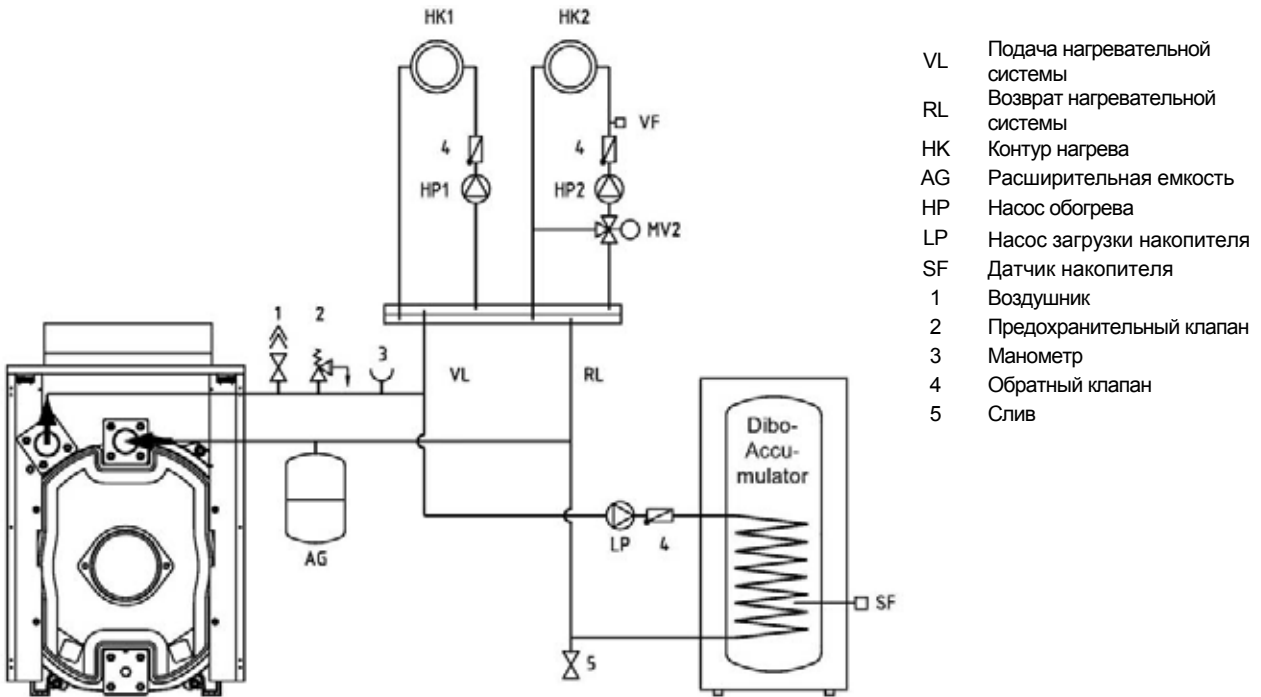 HK1
HK2
VF
4
4
HP1
HP2
MV2
1
2
3
VL
RL
Dibo-
Accu-
mulator
LP
4
AG
SF
5
VL Подача нагревательной
системы
RL Возврат нагревательной
системы
HK Контур нагрева
AG Расширительная емкость
HP Насос обогрева
LP Насос загрузки накопителя
SF Датчик накопителя
1 Воздушник
2 Предохранительный клапан
3 Манометр
4 Обратный клапан
5 Слив